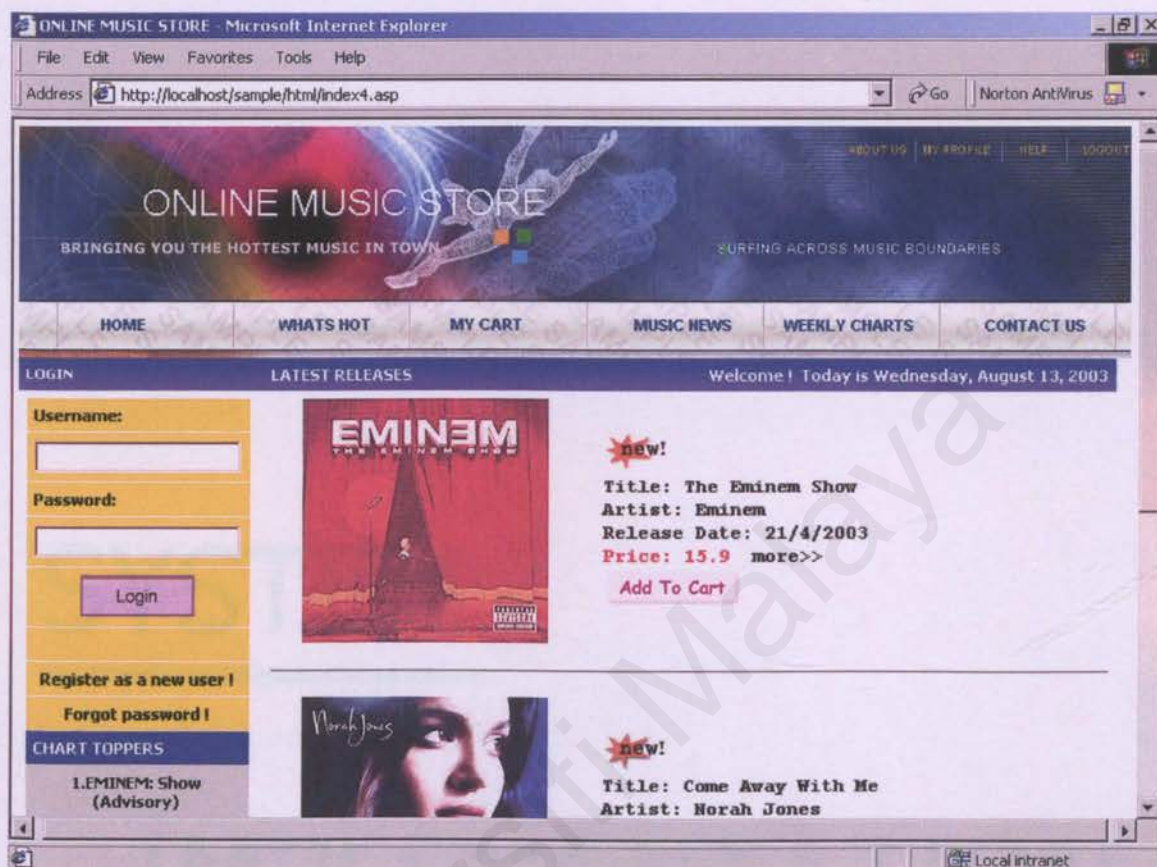 ONLINE MUSIC STORE - Microsoft Internet Explorer
File Edit View Favorites Tools Help
Address http://localhost/sample/html/index4.asp Go Norton AntiVirus
ABOUT US MY PROFILE HELP LOGOUT
ONLINE MUSIC STORE
BRINGING YOU THE HOTTEST MUSIC IN TOWN
SURFING ACROSS MUSIC BOUNDARIES
HOME WHATS HOT MY CART MUSIC NEWS WEEKLY CHARTS CONTACT US
LOGIN LATEST RELEASES Welcome ! Today is Wednesday, August 13, 2003
Username:
Password:
Login
Register as a new user !
Forgot password !
CHART TOPPERS
1.EMINEM: Show
(Advisory)
EMINEM
THE EMINEM SHOW
new!
Title: The Eminem Show
Artist: Eminem
Release Date: 21/4/2003
Price: 15.9 more>>
Add To Cart
Norah Jones
new!
Title: Come Away With Me
Artist: Norah Jones
Local intranet